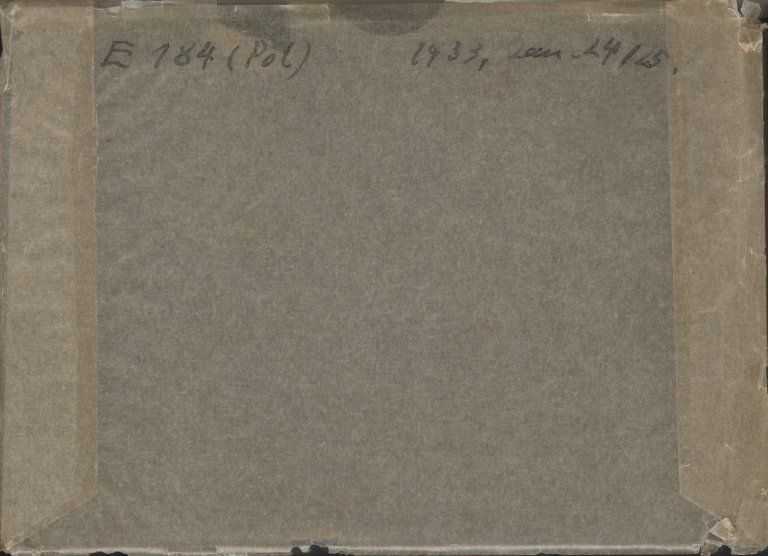 E 184 (Pol) 1933, Jan. 24/25.